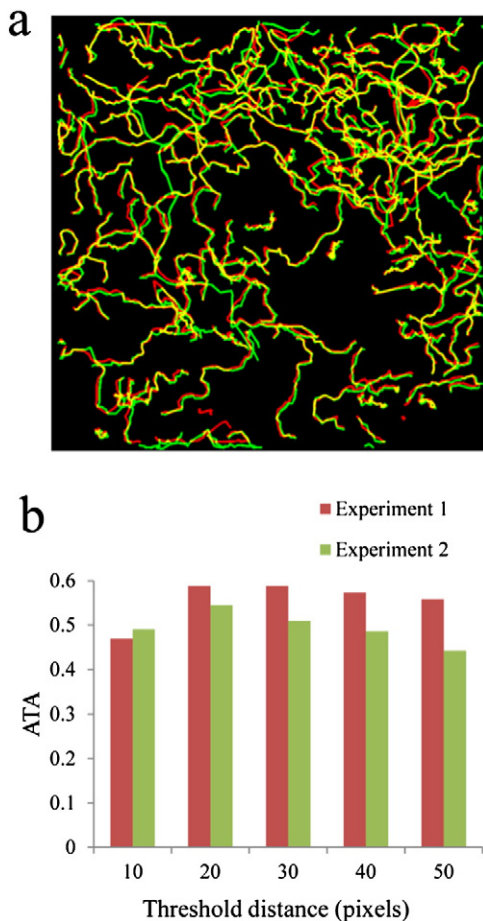 a
b
Experiment 1
Experiment 2
0.6
0.5
0.4
0.3
0.2
0.1
0
ATA
10 20 30 40 50
Threshold distance (pixels)